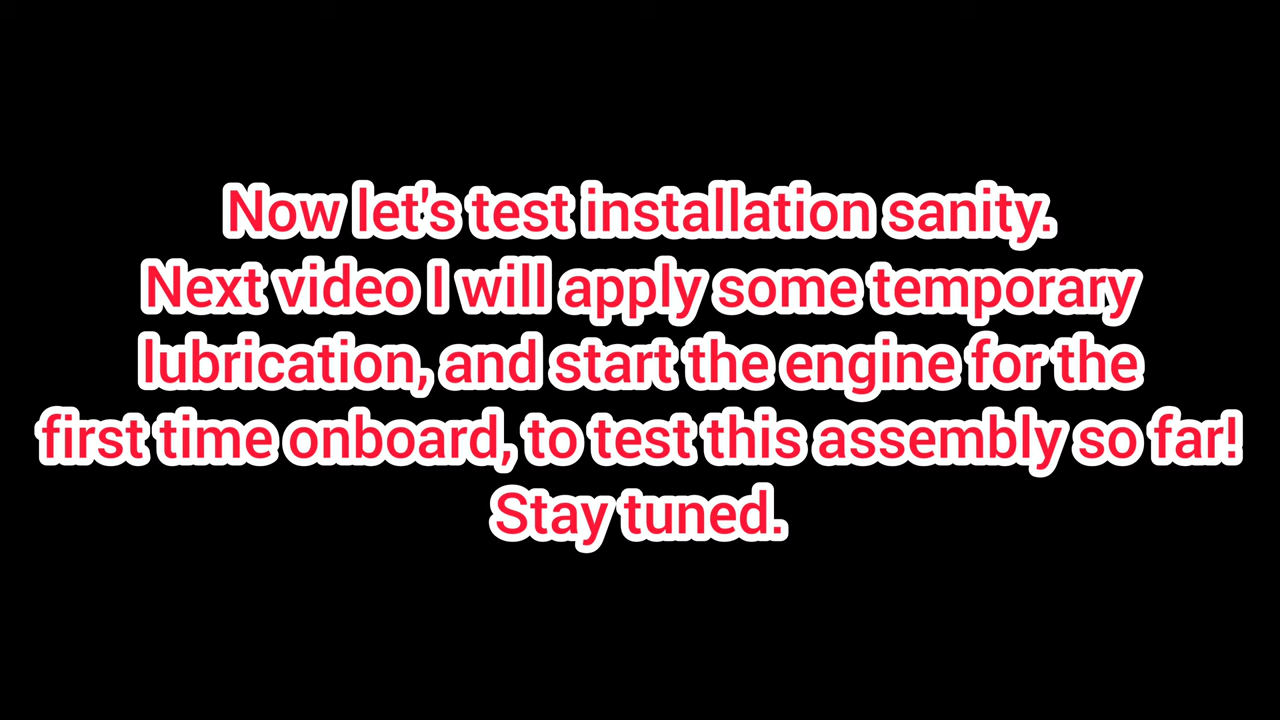 Now let's test installation sanity.
Next video I will apply some temporary
lubrication, and start the engine for the
first time onboard, to test this assembly so far!
Stay tuned.